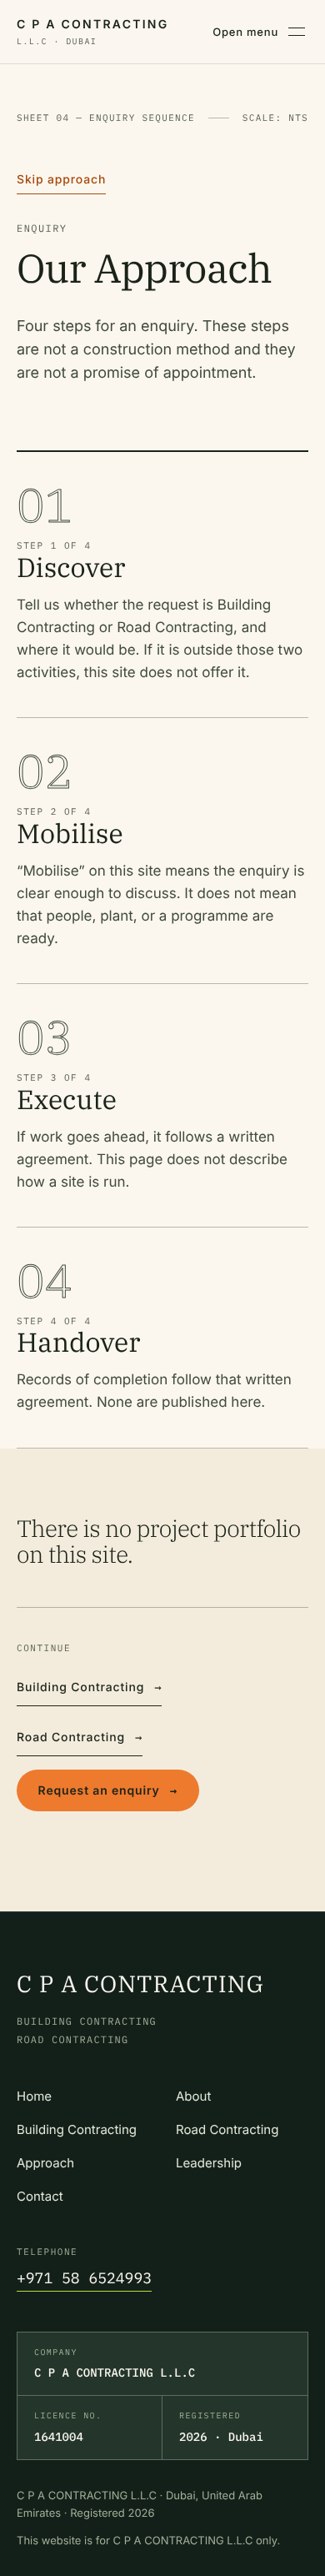 C P A CONTRACTING
L.L.C · DUBAI
Open menu
SHEET 04 — ENQUIRY SEQUENCE
SCALE: NTS
Skip approach
ENQUIRY
Our Approach
Four steps for an enquiry. These steps
are not a construction method and they
are not a promise of appointment.
01
STEP 1 OF 4
Discover
Tell us whether the request is Building
Contracting or Road Contracting, and
where it would be. If it is outside those two
activities, this site does not offer it.
02
STEP 2 OF 4
Mobilise
“Mobilise” on this site means the enquiry is
clear enough to discuss. It does not mean
that people, plant, or a programme are
ready.
03
STEP 3 OF 4
Execute
If work goes ahead, it follows a written
agreement. This page does not describe
how a site is run.
04
STEP 4 OF 4
Handover
Records of completion follow that written
agreement. None are published here.
There is no project portfolio
on this site.
CONTINUE
Building Contracting →
Road Contracting →
Request an enquiry →
C P A CONTRACTING
BUILDING CONTRACTING
ROAD CONTRACTING
Home
About
Building Contracting
Road Contracting
Approach
Leadership
Contact
TELEPHONE
+971 58 6524993
COMPANY
C P A CONTRACTING L.L.C
LICENCE NO.
1641004
REGISTERED
2026 · Dubai
C P A CONTRACTING L.L.C · Dubai, United Arab
Emirates · Registered 2026
This website is for C P A CONTRACTING L.L.C only.